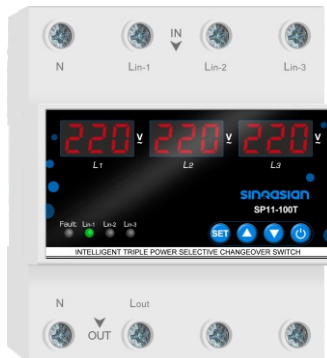 IN
N Lin-1 Lin-2 Lin-3
220 V 220 V 220 V
L1 L2 L3
SINOASIAN
SP11-100T
Fault Lin-1 Lin-2 Lin-3
SET
INTELLIGENT TRIPLE POWER SELECTIVE CHANGEOVER SWITCH
N Lout
OUT